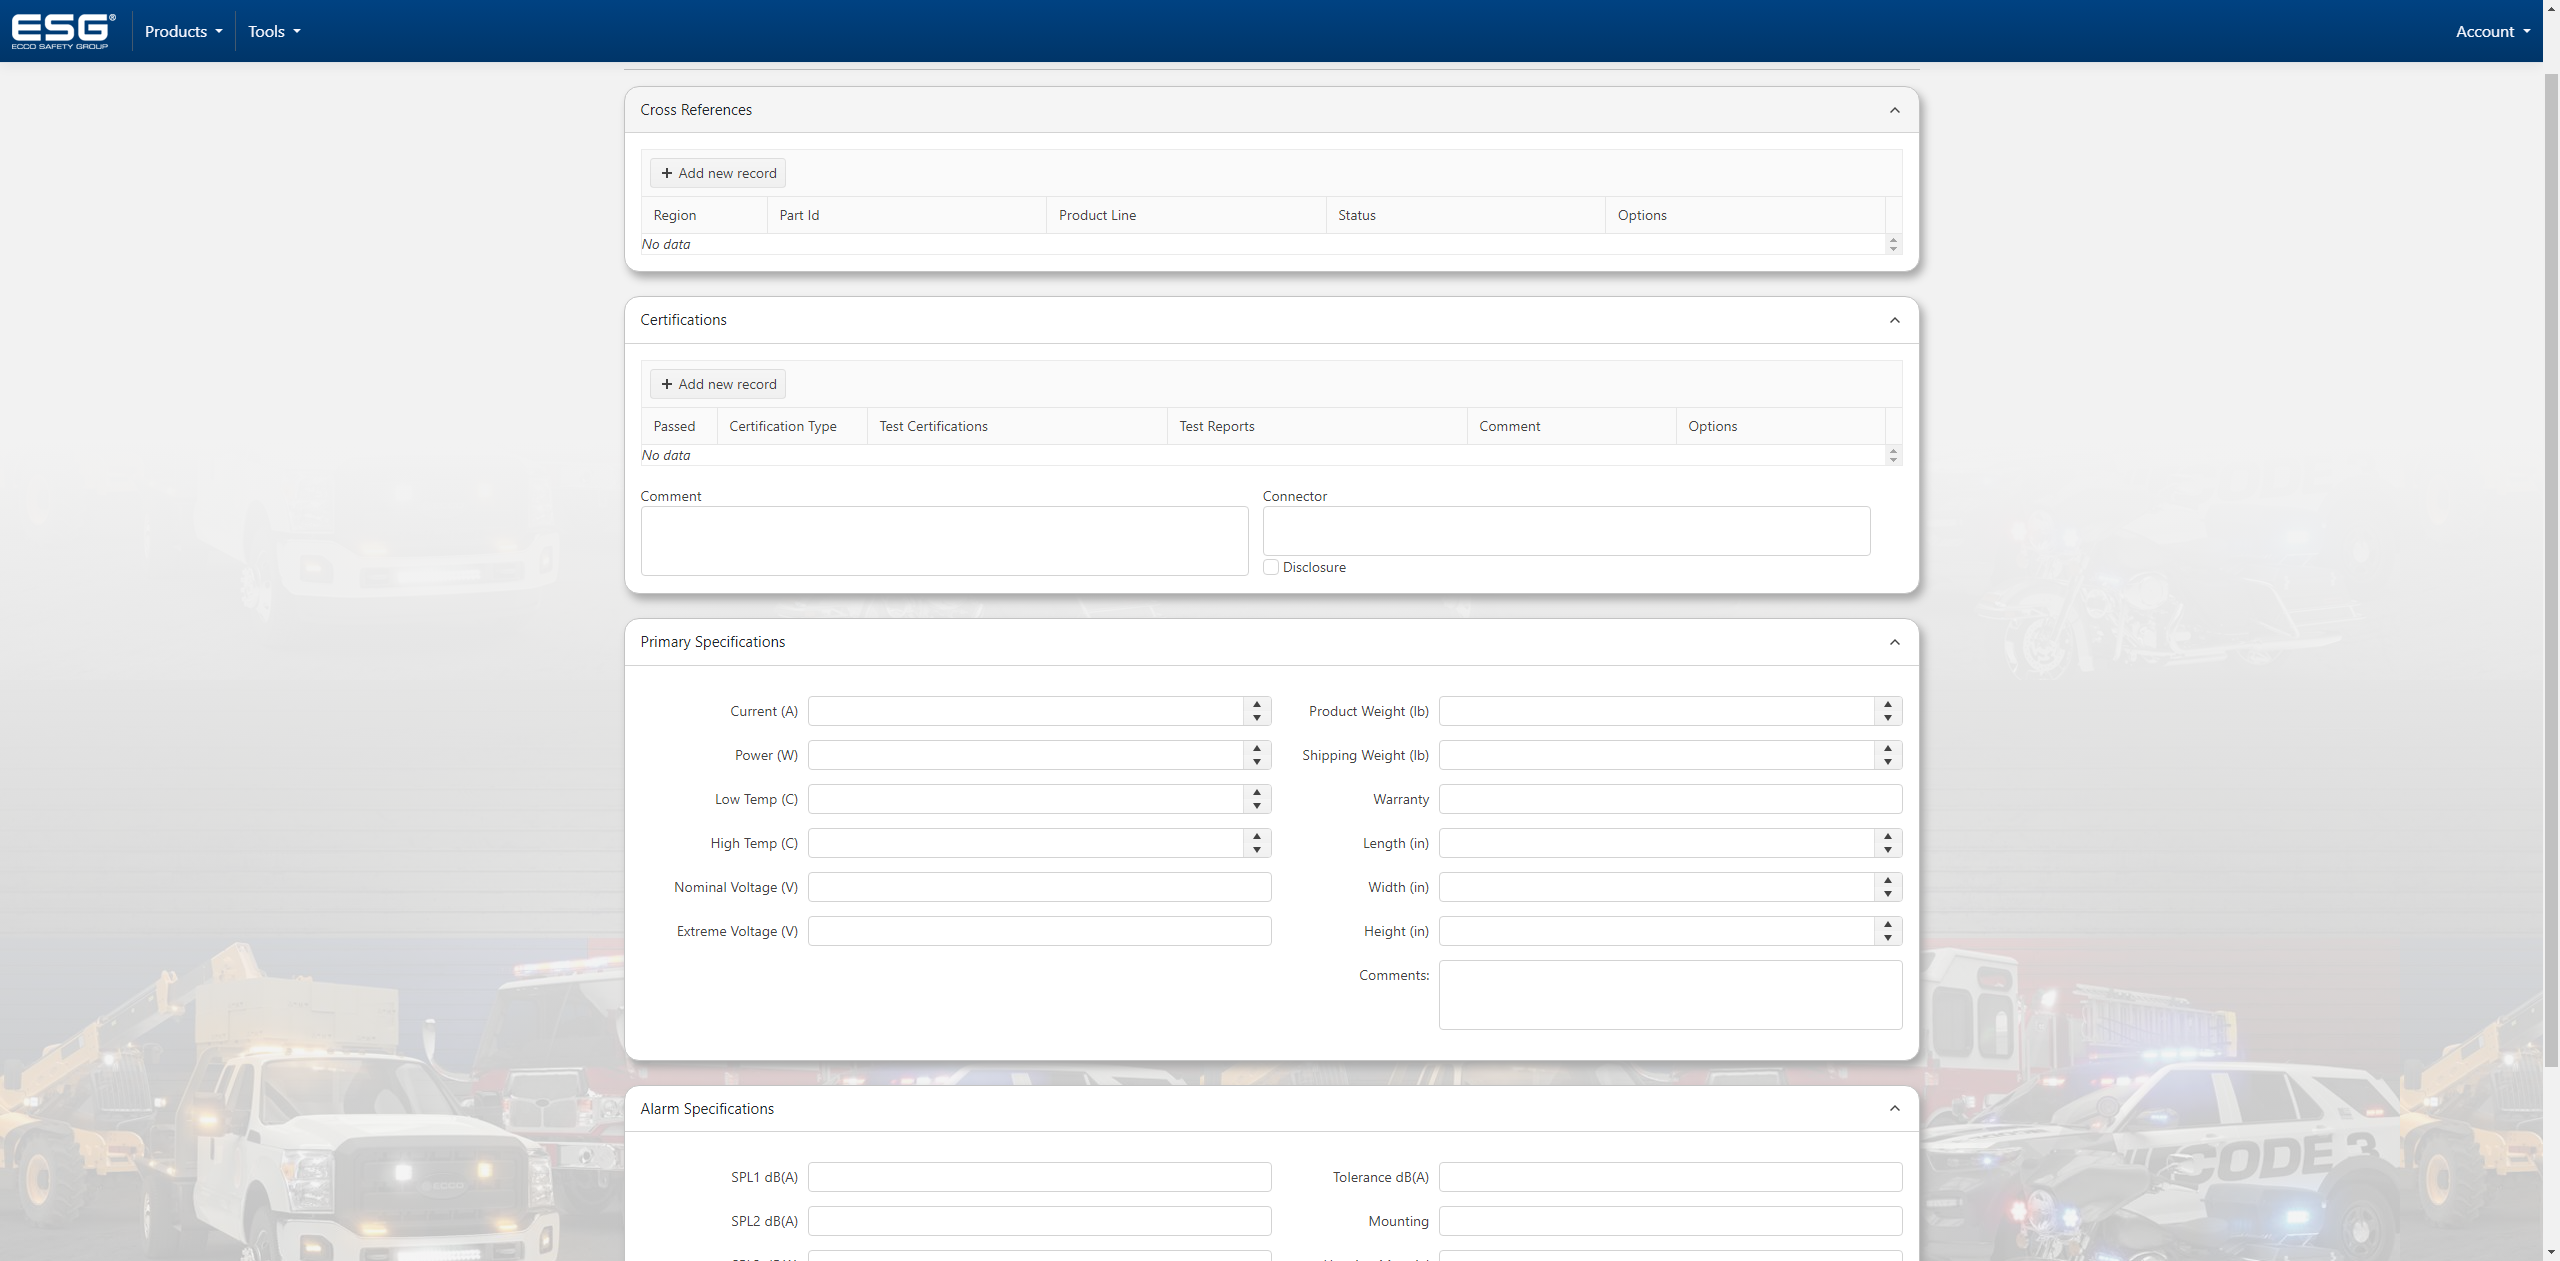 ESG®
ECCO SAFETY GROUP
Products
Tools
Account
Cross References
Add new record
Region Part Id Product Line Status Options
No data
Certifications
Add new record
Passed Certification Type Test Certifications Test Reports Comment Options
No data
Comment
Connector
Disclosure
Primary Specifications
Current (A)
Product Weight (lb)
Power (W)
Shipping Weight (lb)
Low Temp (C)
Warranty
High Temp (C)
Length (in)
Nominal Voltage (V)
Width (in)
Extreme Voltage (V)
Height (in)
Comments:
Alarm Specifications
SPL1 dB(A)
Tolerance dB(A)
SPL2 dB(A)
Mounting
ECCO
CODE 3